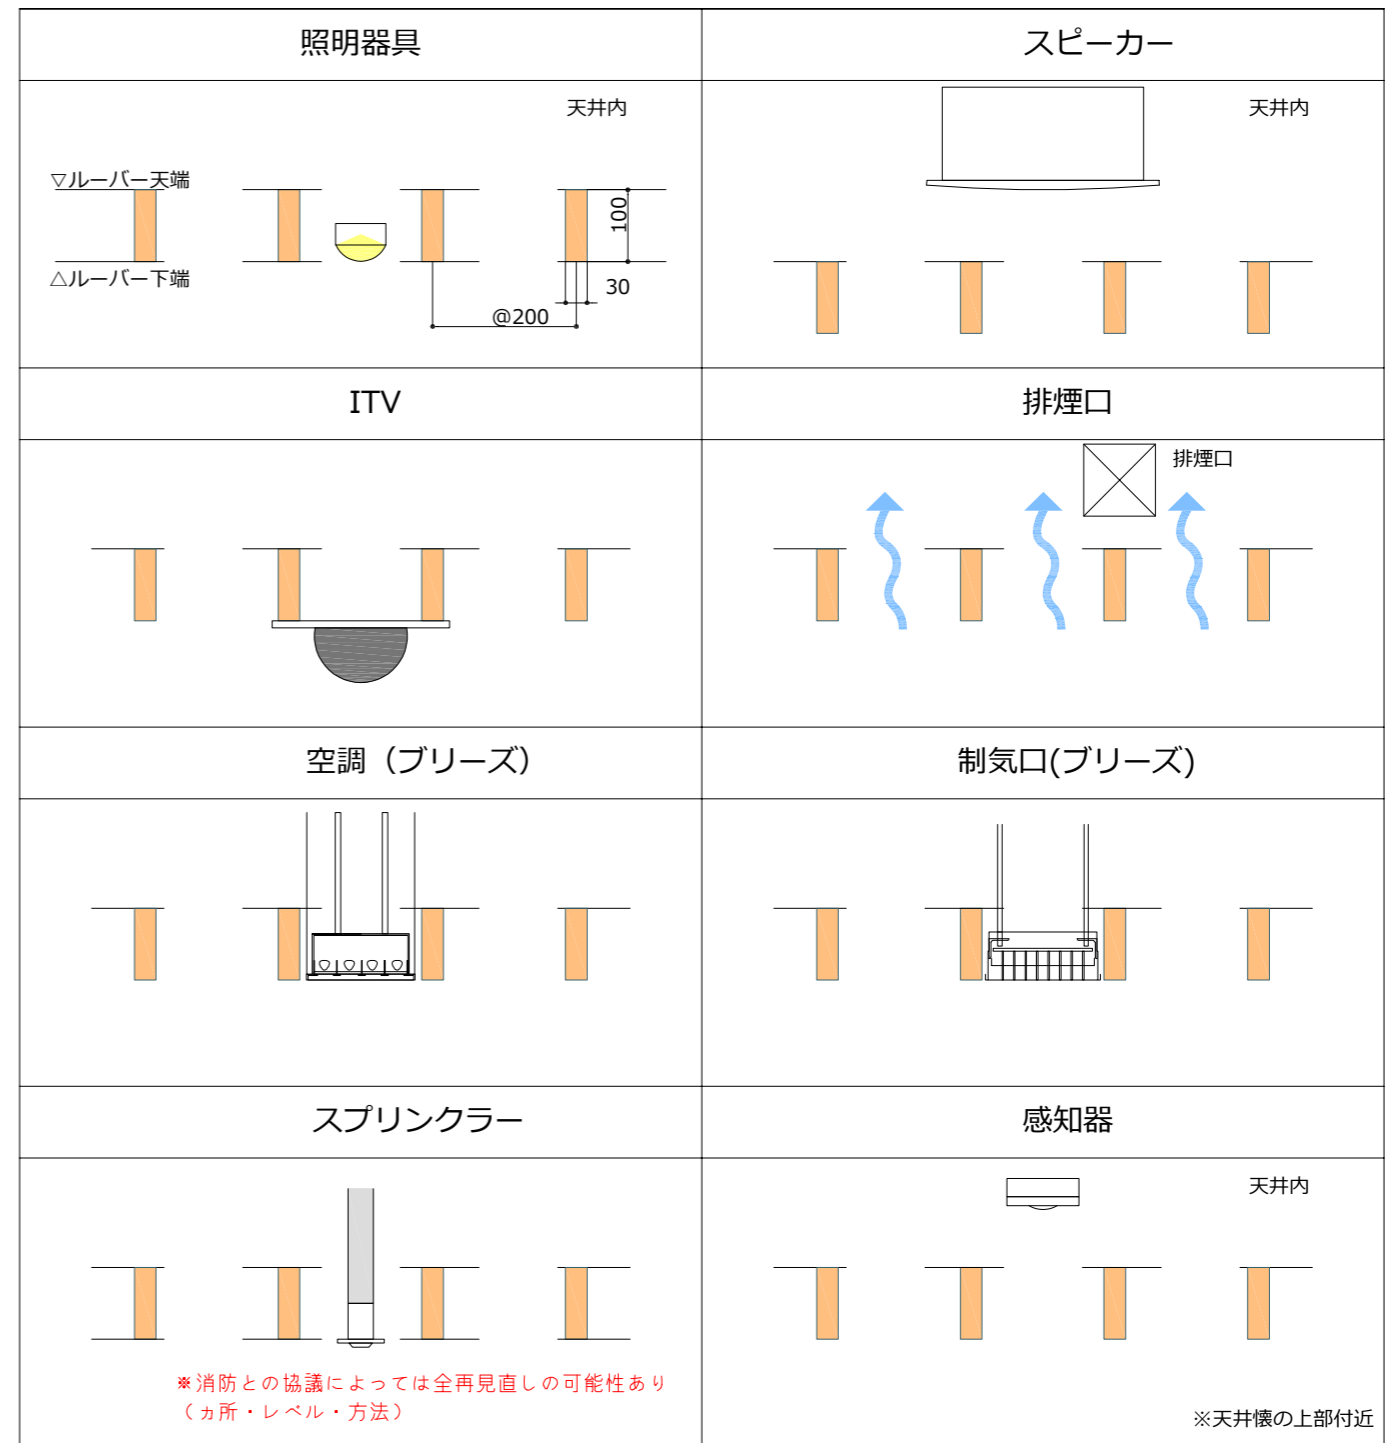 照明器具
スピーカー
天井内
天井内
▽ルーバー天端
△ルーバー下端
100
30
@200
ITV
排煙口
排煙口
空調（ブリーズ）
制気口(ブリーズ)
スプリンクラー
感知器
天井内
※消防との協議によっては全再見直しの可能性あり
（ヵ所・レベル・方法）
※天井懐の上部付近